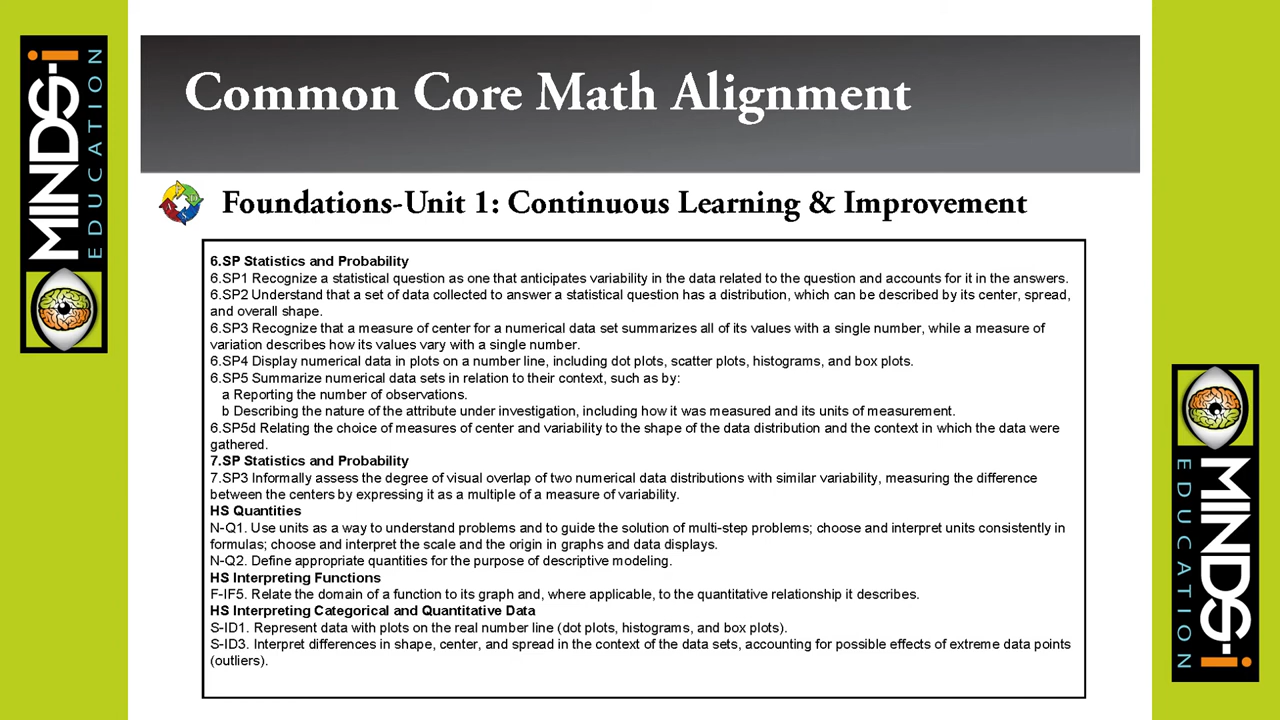 Common Core Math Alignment
Foundations-Unit 1: Continuous Learning & Improvement
6.SP Statistics and Probability
6.SP1 Recognize a statistical question as one that anticipates variability in the data related to the question and accounts for it in the answers.
6.SP2 Understand that a set of data collected to answer a statistical question has a distribution, which can be described by its center, spread,
and overall shape.
6.SP3 Recognize that a measure of center for a numerical data set summarizes all of its values with a single number, while a measure of
variation describes how its values vary with a single number.
6.SP4 Display numerical data in plots on a number line, including dot plots, scatter plots, histograms, and box plots.
6.SP5 Summarize numerical data sets in relation to their context, such as by:
a Reporting the number of observations.
b Describing the nature of the attribute under investigation, including how it was measured and its units of measurement.
6.SP5d Relating the choice of measures of center and variability to the shape of the data distribution and the context in which the data were
gathered.
7.SP Statistics and Probability
7.SP3 Informally assess the degree of visual overlap of two numerical data distributions with similar variability, measuring the difference
between the centers by expressing it as a multiple of a measure of variability.
HS Quantities
N-Q1. Use units as a way to understand problems and to guide the solution of multi-step problems; choose and interpret units consistently in
formulas; choose and interpret the scale and the origin in graphs and data displays.
N-Q2. Define appropriate quantities for the purpose of descriptive modeling.
HS Interpreting Functions
F-IF5. Relate the domain of a function to its graph and, where applicable, to the quantitative relationship it describes.
HS Interpreting Categorical and Quantitative Data
S-ID1. Represent data with plots on the real number line (dot plots, histograms, and box plots).
S-ID3. Interpret differences in shape, center, and spread in the context of the data sets, accounting for possible effects of extreme data points
(outliers).
MINDS-i
EDUCATION
MINDS-i
EDUCATION